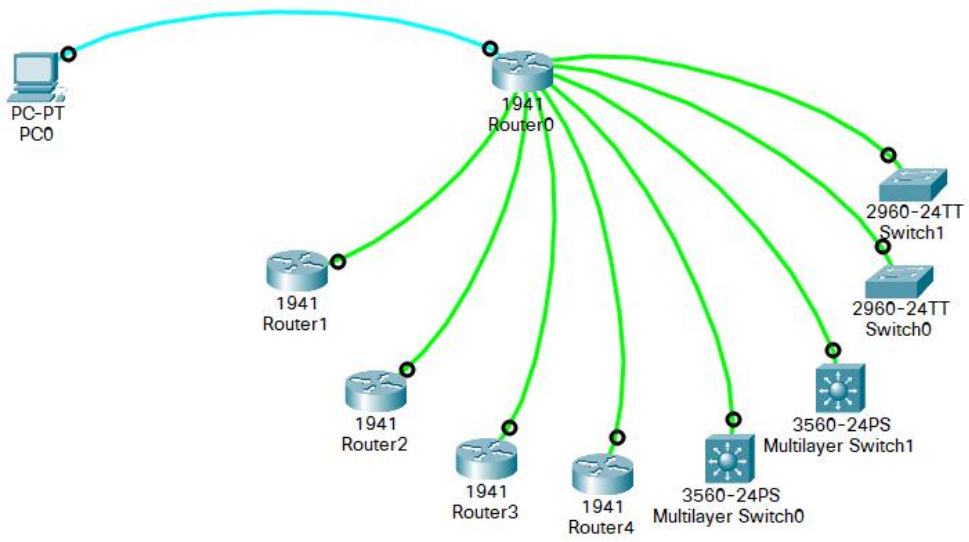 PC-PT
PC0
1941
Router0
2960-24TT
Switch1
2960-24TT
Switch0
1941
Router1
1941
Router2
1941
Router3
1941
Router4
3560-24PS
Multilayer Switch0
3560-24PS
Multilayer Switch1